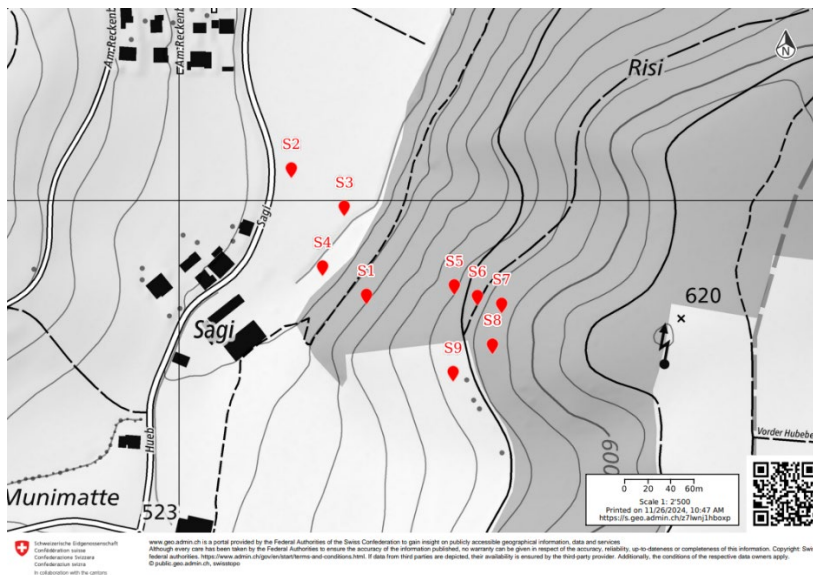 Am Reckenb
Am Reckenb
Risi
N
S2
Sagi
S3
S4
S1
S5
S6
S7
620
S8
Sagi
S9
Hueb
Vorder Hubebe
600
Munimatte
523
0 20 40 60m
Scale 1: 2'500
Printed on 11/26/2024, 10:47 AM
https://s.geo.admin.ch/z7lwnj1hboxp
Schweizerische Eidgenossenschaft
Confédération suisse
Confederazione Svizzera
Confederaziun svizra
In collaboration with the cantons
www.geo.admin.ch is a portal provided by the Federal Authorities of the Swiss Confederation to gain insight on publicly accessible geographical information, data and services
Although every care has been taken by the Federal Authorities to ensure the accuracy of the information published, no warranty can be given in respect of the accuracy, reliability, up-to-dateness or completeness of this information. Copyright Swis
federal authorities. https://www.admin.ch/gov/en/start/terms-and-conditions.html. If data from third parties are depicted, their availability is ensured by the third-party provider. Additionally, the conditions of the respective data owners apply.
© public.geo.admin.ch, swisstopo